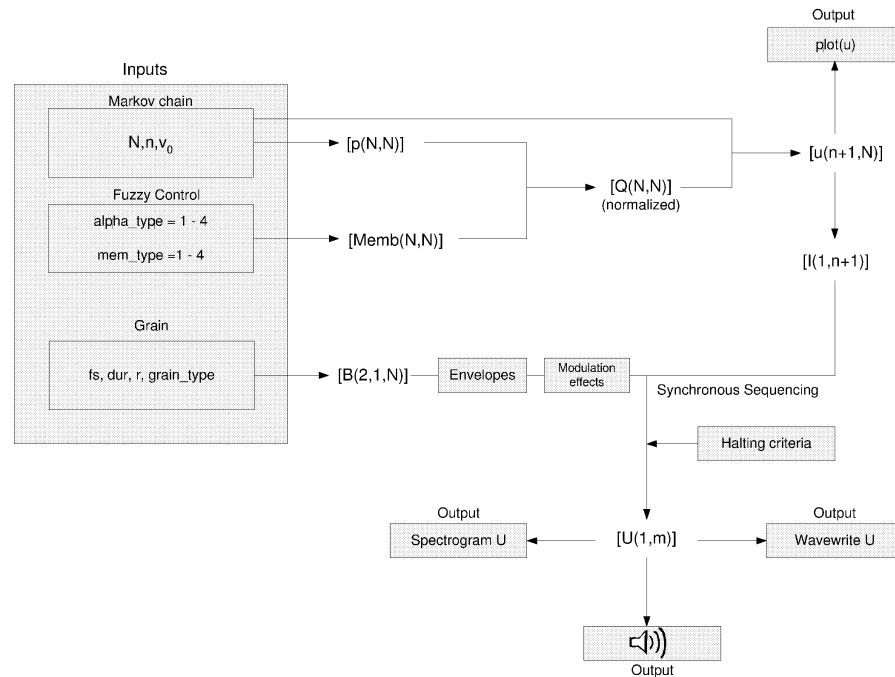 Output
plot(u)
Inputs
Markov chain
N,n,v0
[p(N,N)]
[u(n+1,N)]
[Q(N,N)]
(normalized)
Fuzzy Control
alpha_type = 1 - 4
mem_type =1 - 4
[Memb(N,N)]
[I(1,n+1)]
Grain
fs, dur, r, grain_type
[B(2,1,N)]
Envelopes
Modulation
effects
Synchronous Sequencing
Halting criteria
Output
Spectrogram U
[U(1,m)]
Output
Wavewrite U
Output